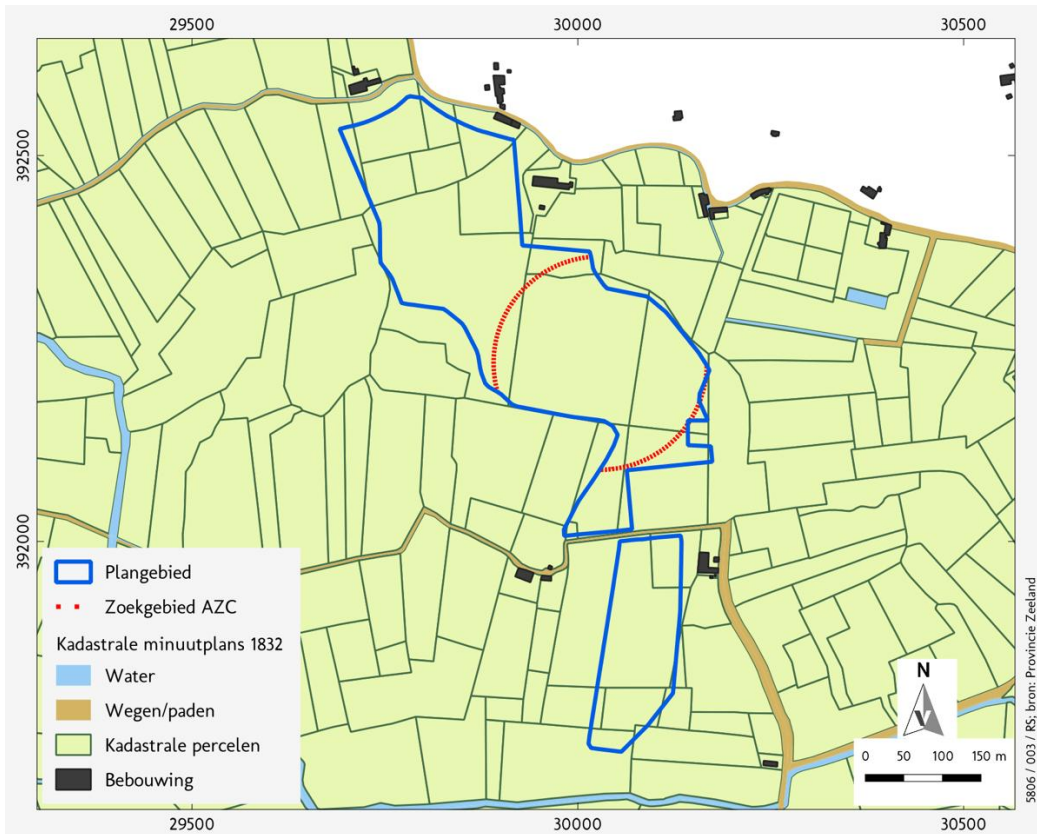 29500
30000
30500
392500
392000
Plangebied
Zoekgebied AZC
Kadastrale minuutplans 1832
Water
Wegen/paden
Kadastrale percelen
Bebouwing
N
0 50 100 150 m
5806 / 003 / RS; bron: Provincie Zeeland
29500
30000
30500